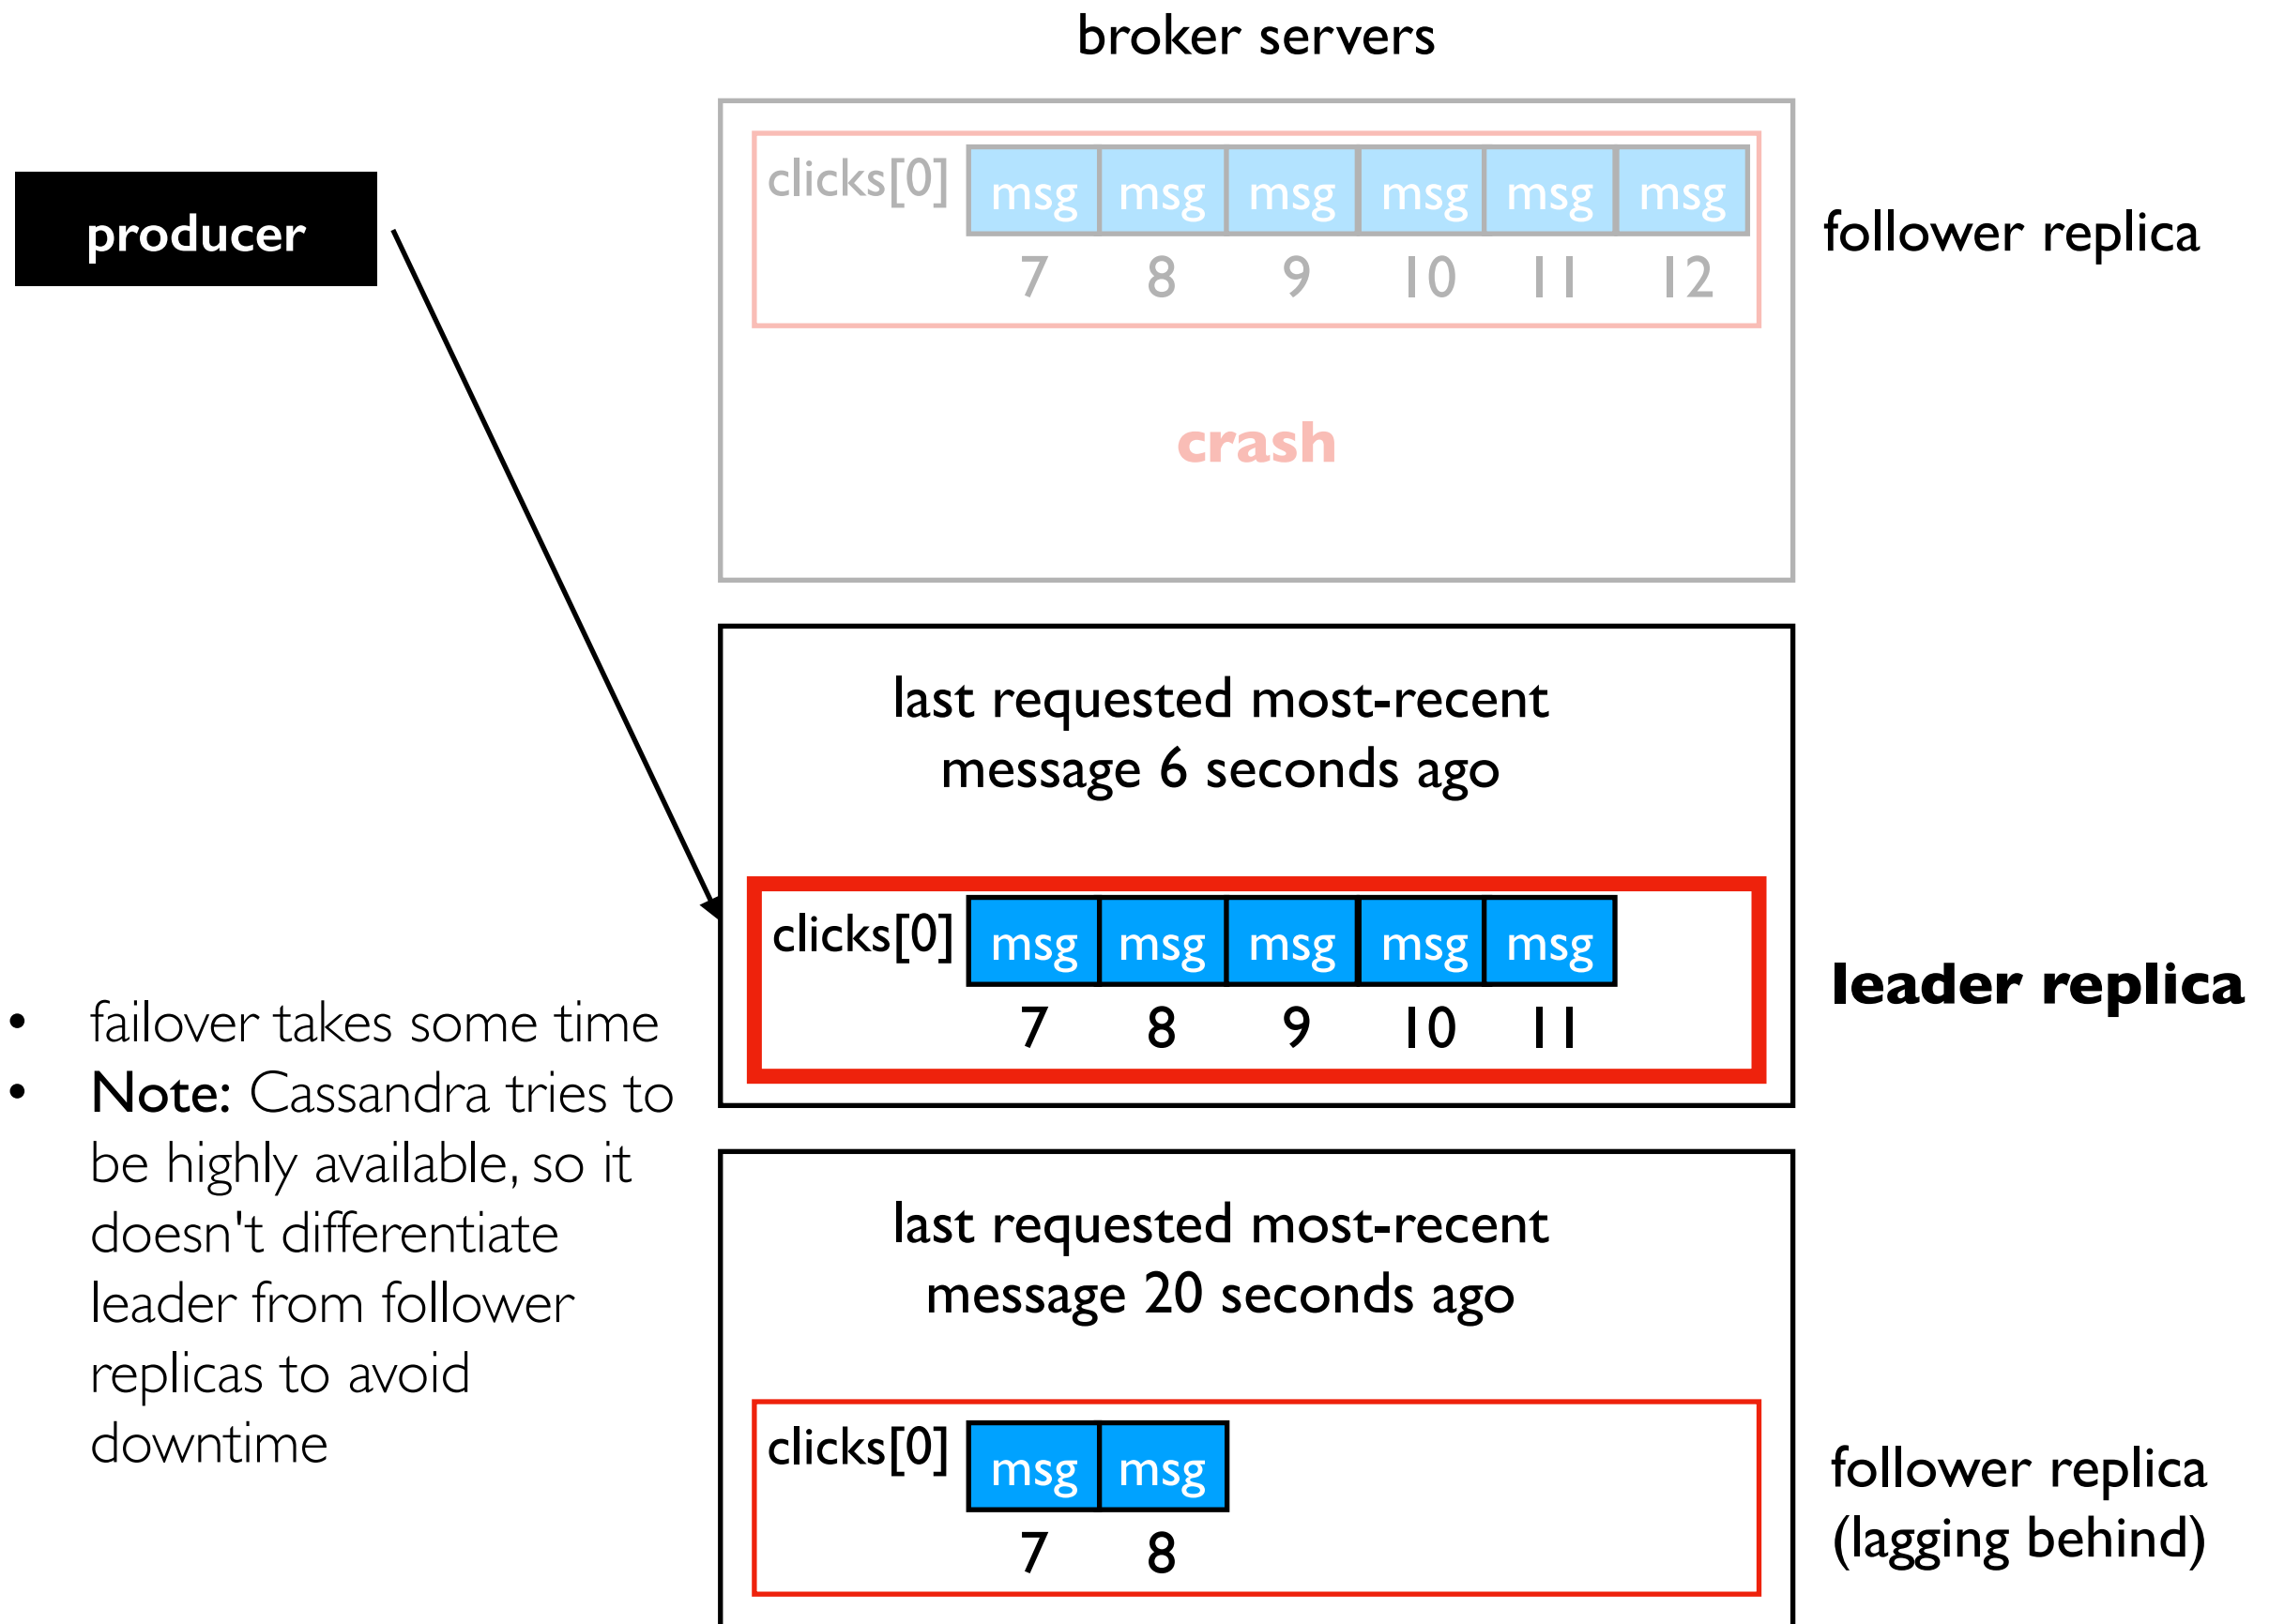 broker servers
producer
clicks[0] msg msg msg msg msg msg
7 8 9 10 11 12
follower replica
crash
last requested most-recent
message 6 seconds ago
clicks[0] msg msg msg msg msg
7 8 9 10 11
leader replica
• failover takes some time
• Note: Cassandra tries to
be highly available, so it
doesn't differentiate
leader from follower
replicas to avoid
downtime
last requested most-recent
message 20 seconds ago
clicks[0] msg msg
7 8
follower replica
(lagging behind)